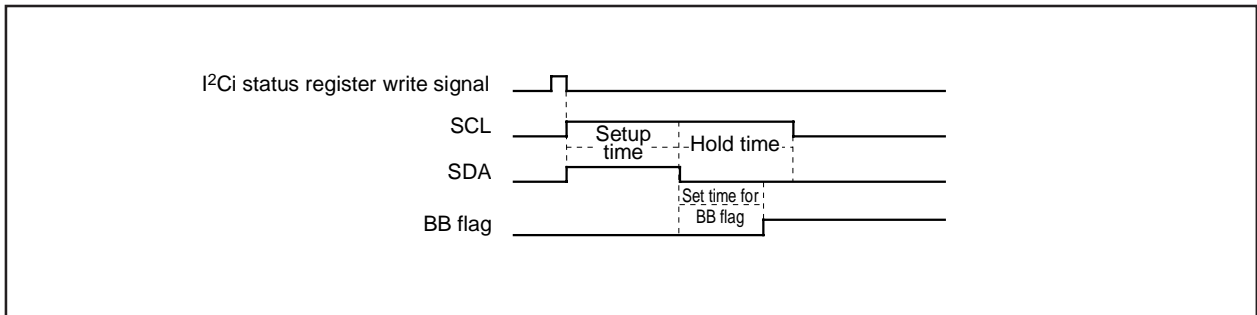 I²Ci status register write signal
SCL
Setup
time
Hold time
SDA
Set time for
BB flag
BB flag